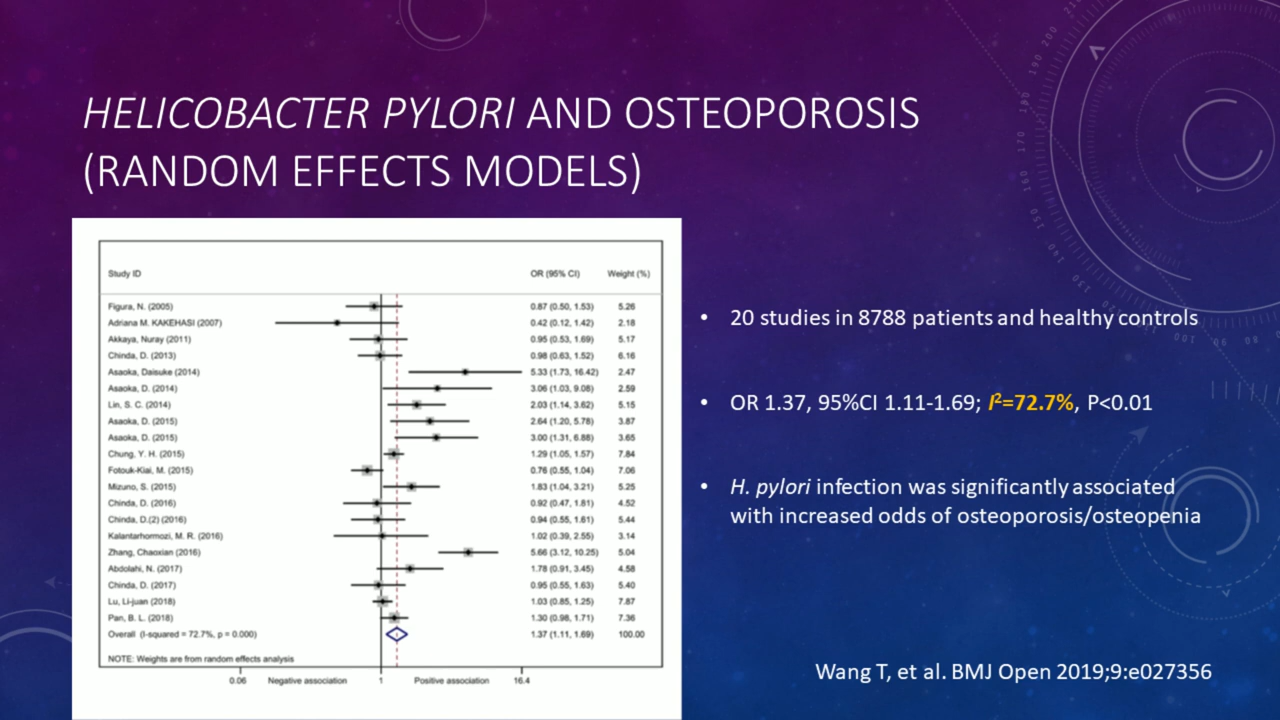 HELICOBACTER PYLORI AND OSTEOPOROSIS
(RANDOM EFFECTS MODELS)
Study ID OR (95% CI) Weight (%)
Figura, N. (2005) 0.87 (0.50, 1.53) 5.26
Adriana M. KAKEHASI (2007) 0.42 (0.12, 1.42) 2.18
Akkaya, Nuray (2011) 0.95 (0.53, 1.69) 5.17
Chinda, D. (2013) 0.98 (0.63, 1.52) 6.16
Asaoka, Daisuke (2014) 5.33 (1.73, 16.42) 2.47
Asaoka, D. (2014) 3.06 (1.03, 9.08) 2.59
Lin, S. C. (2014) 2.03 (1.14, 3.62) 5.15
Asaoka, D. (2015) 2.64 (1.20, 5.78) 3.87
Asaoka, D. (2015) 3.00 (1.31, 6.88) 3.65
Chung, Y. H. (2015) 1.29 (1.05, 1.57) 7.84
Fotouk-Kiai, M. (2015) 0.76 (0.55, 1.04) 7.06
Mizuno, S. (2015) 1.83 (1.04, 3.21) 5.25
Chinda, D. (2016) 0.92 (0.47, 1.81) 4.52
Chinda, D.(2) (2016) 0.94 (0.55, 1.61) 5.44
Kalantarhormozi, M. R. (2016) 1.02 (0.39, 2.55) 3.14
Zhang, Chaoxian (2016) 5.66 (3.12, 10.25) 5.04
Abdolahi, N. (2017) 1.78 (0.91, 3.45) 4.58
Chinda, D. (2017) 0.95 (0.55, 1.63) 5.40
Lu, Li-juan (2018) 1.03 (0.85, 1.25) 7.87
Pan, B. L. (2018) 1.30 (0.98, 1.71) 7.36
Overall (I-squared = 72.7%, p = 0.000) 1.37 (1.11, 1.69) 100.00
NOTE: Weights are from random effects analysis
0.06 Negative association 1 Positive association 16.4
• 20 studies in 8788 patients and healthy controls
• OR 1.37, 95%CI 1.11-1.69; I²=72.7%, P<0.01
• H. pylori infection was significantly associated
with increased odds of osteoporosis/osteopenia
Wang T, et al. BMJ Open 2019;9:e027356